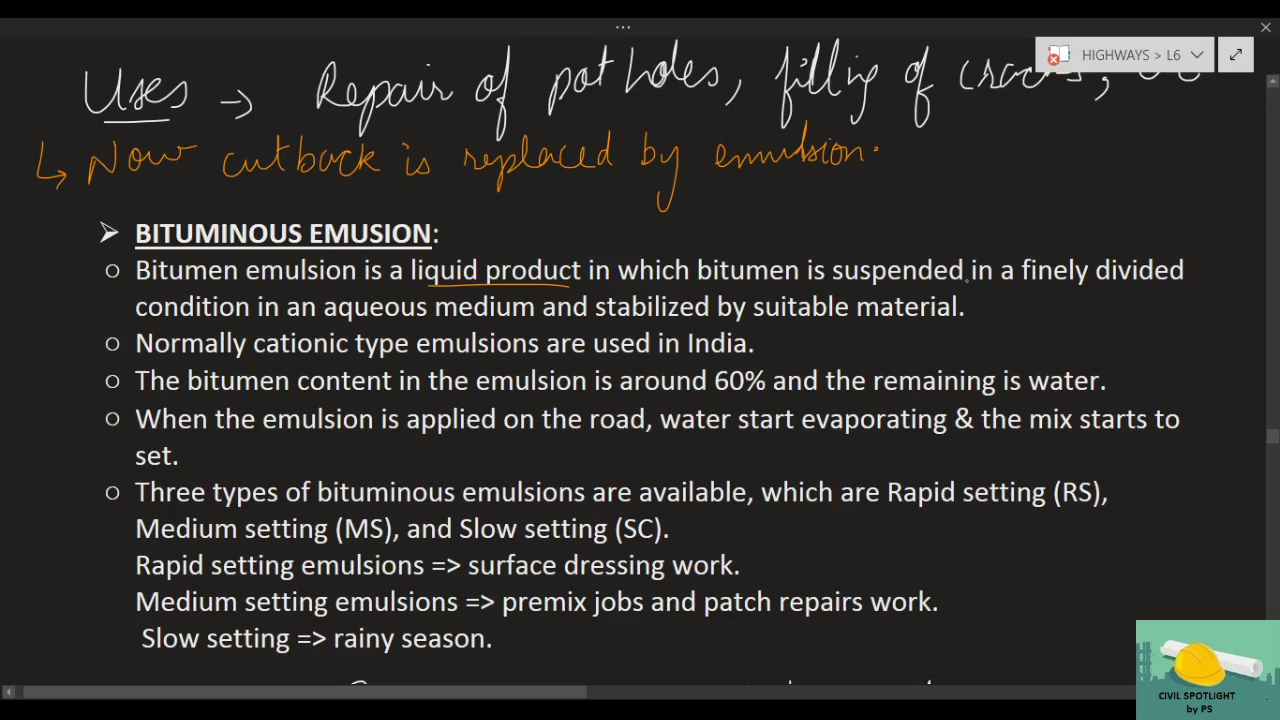 HIGHWAYS > L6
Uses → Repair of pot holes, filling of cracks,
↳ Now cutback is replaced by emulsion.
➤ BITUMINOUS EMUSION:
o Bitumen emulsion is a liquid product in which bitumen is suspended in a finely divided
condition in an aqueous medium and stabilized by suitable material.
o Normally cationic type emulsions are used in India.
o The bitumen content in the emulsion is around 60% and the remaining is water.
o When the emulsion is applied on the road, water start evaporating & the mix starts to
set.
o Three types of bituminous emulsions are available, which are Rapid setting (RS),
Medium setting (MS), and Slow setting (SC).
Rapid setting emulsions => surface dressing work.
Medium setting emulsions => premix jobs and patch repairs work.
Slow setting => rainy season.
CIVIL SPOTLIGHT
by PS